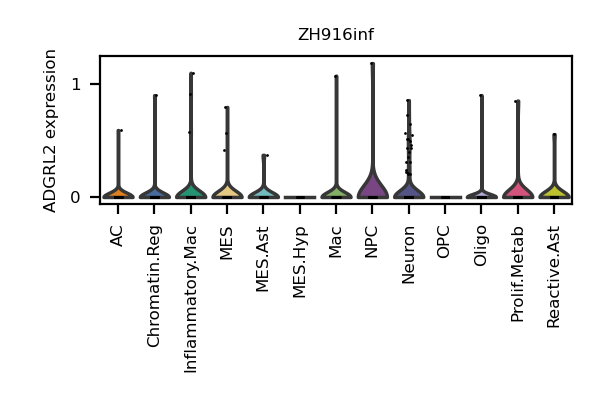 ZH916inf
ADGRL2 expression
1
0
AC
Chromatin.Reg
Inflammatory.Mac
MES
MES.Ast
MES.Hyp
Mac
NPC
Neuron
OPC
Oligo
Prolif.Metab
Reactive.Ast